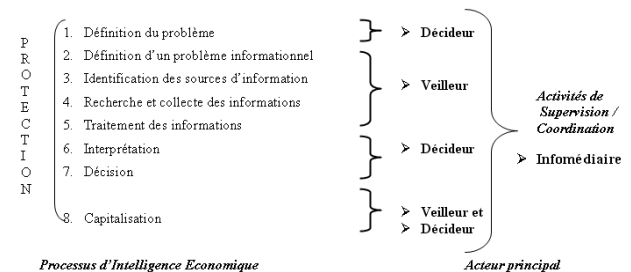 PROTECTION
1. Définition du problème
2. Définition d'un problème informationnel
3. Identification des sources d'information
4. Recherche et collecte des informations
5. Traitement des informations
6. Interprétation
7. Décision
8. Capitalisation
➢ Décideur
➢ Veilleur
➢ Décideur
➢ Veilleur et
➢ Décideur
Activités de
Supervision /
Coordination
➢ Infomédiaire
Processus d'Intelligence Economique
Acteur principal